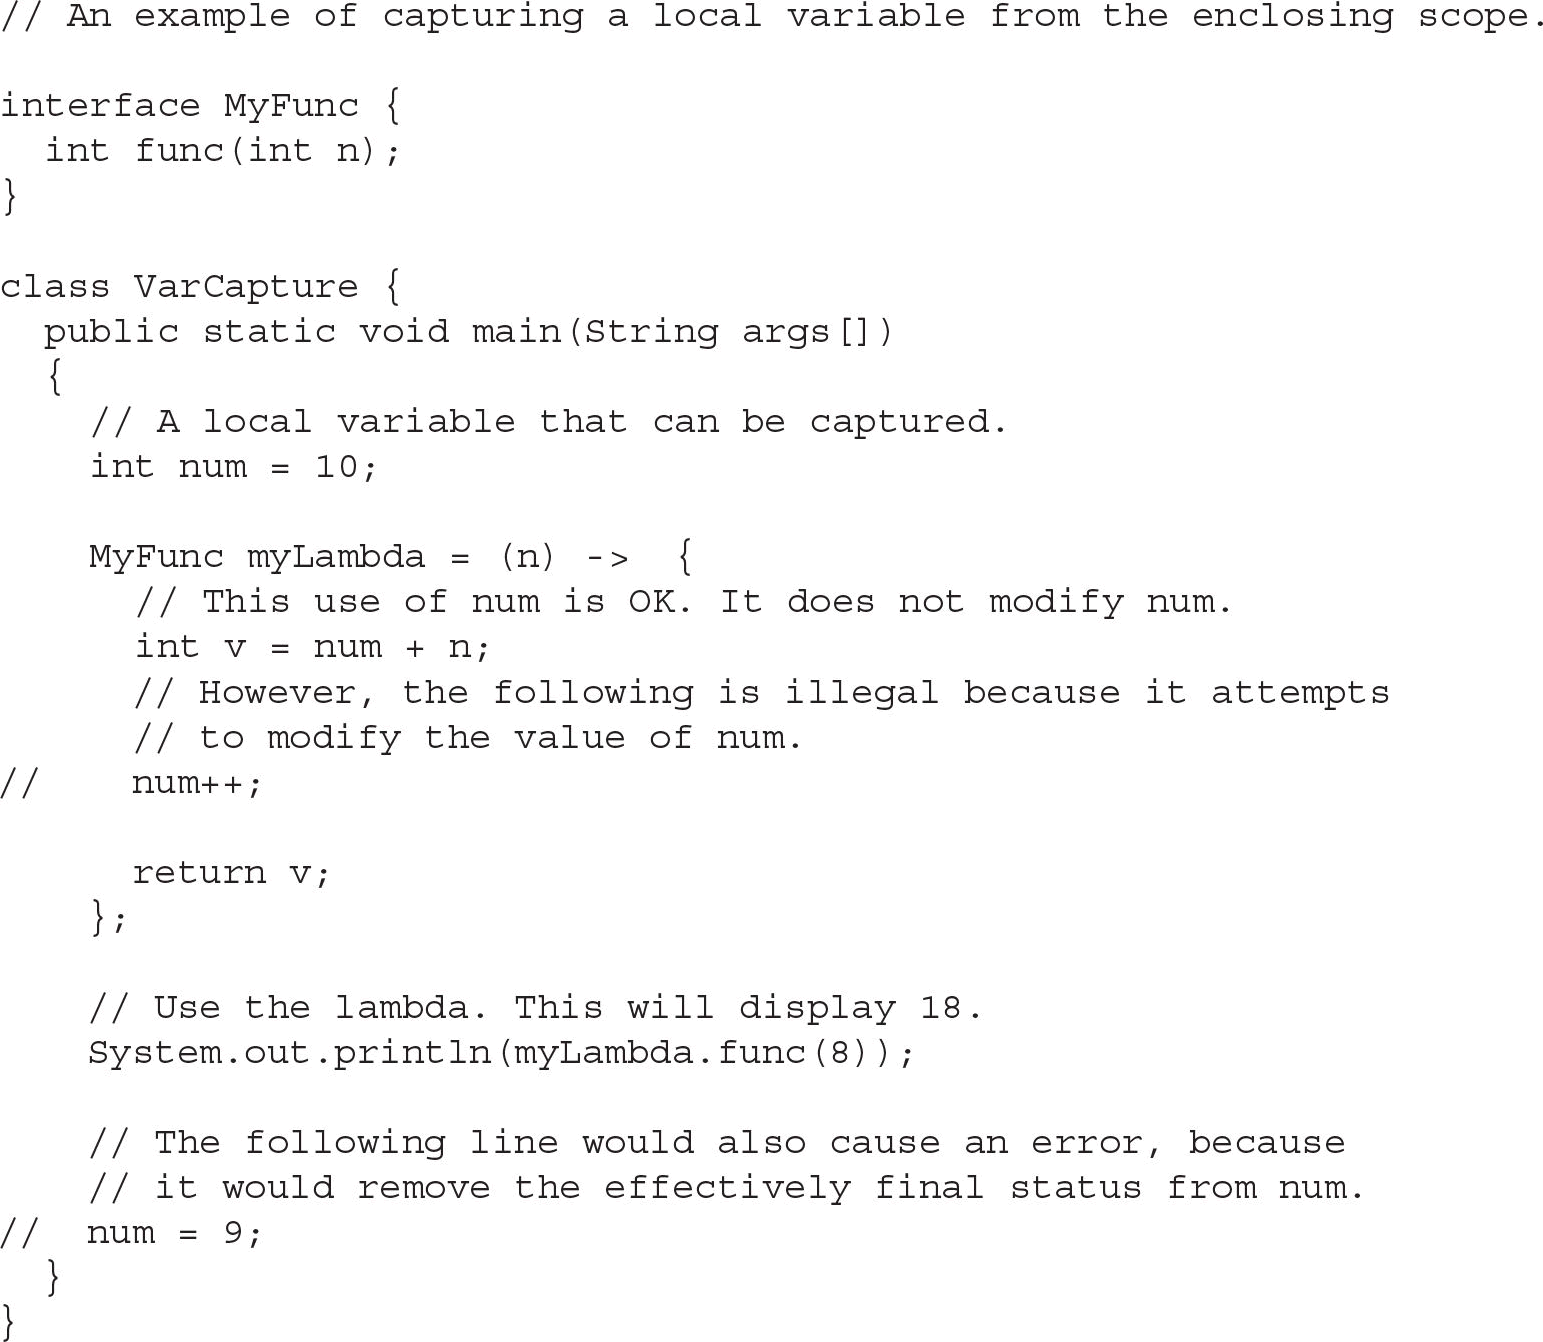 // An example of capturing a local variable from the enclosing scope.

interface MyFunc {
  int func(int n);
}

class VarCapture {
  public static void main(String args[])
  {
    // A local variable that can be captured.
    int num = 10;

    MyFunc myLambda = (n) ->  {
      // This use of num is OK. It does not modify num.
      int v = num + n;
      // However, the following is illegal because it attempts
      // to modify the value of num.
//    num++;

      return v;
    };

    // Use the lambda. This will display 18.
    System.out.println(myLambda.func(8));

    // The following line would also cause an error, because
    // it would remove the effectively final status from num.
//  num = 9;
  }
}